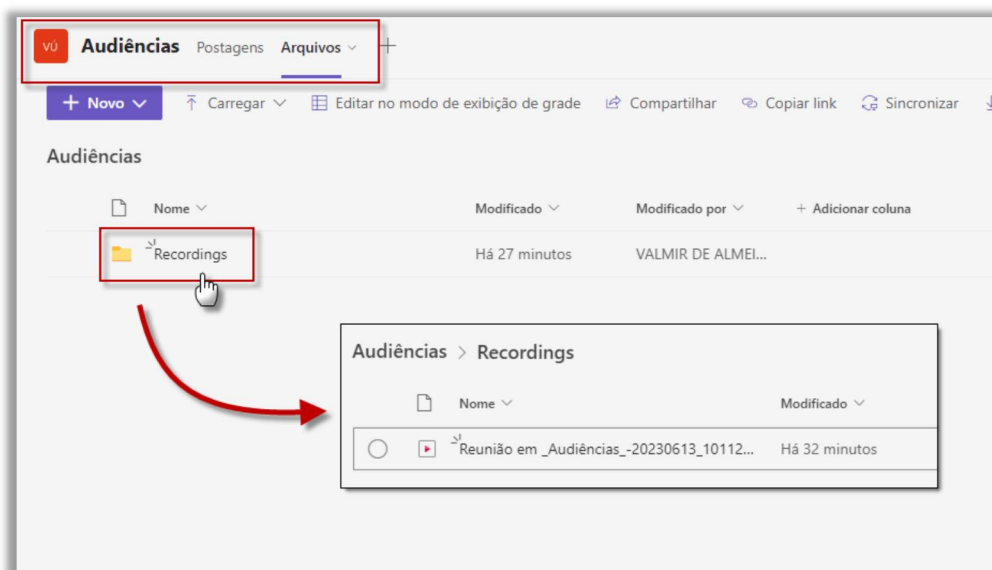 VÚ Audiências Postagens Arquivos
Novo Carregar Editar no modo de exibição de grade Compartilhar Copiar link Sincronizar
Audiências
Nome Modificado Modificado por + Adicionar coluna
Recordings Há 27 minutos VALMIR DE ALMEI...
Audiências > Recordings
Nome Modificado
Reunião em _Audiências_-20230613_10112... Há 32 minutos